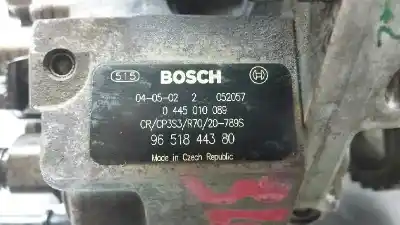 515 BOSCH
04-05-02 2 052057
0 445 010 089
CR/CP3S3/R70/20-789S
96 518 443 80
Made in Czech Republic